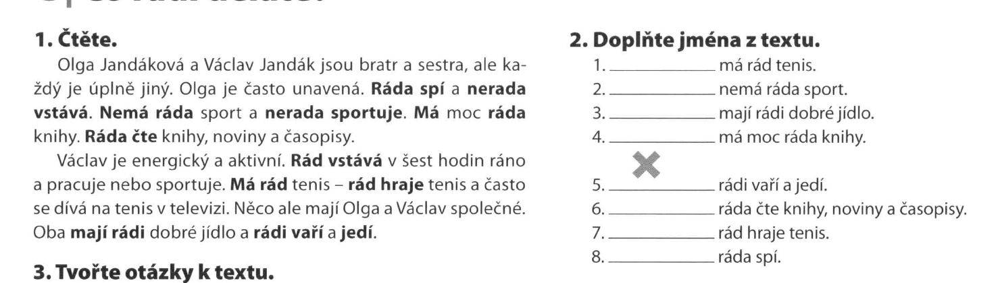 1. Čtěte.
Olga Jandáková a Václav Jandák jsou bratr a sestra, ale ka-
ždý je úplně jiný. Olga je často unavená. Ráda spí a nerada
vstává. Nemá ráda sport a nerada sportuje. Má moc ráda
knihy. Ráda čte knihy, noviny a časopisy.
Václav je energický a aktivní. Rád vstává v šest hodin ráno
a pracuje nebo sportuje. Má rád tenis – rád hraje tenis a často
se dívá na tenis v televizi. Něco ale mají Olga a Václav společné.
Oba mají rádi dobré jídlo a rádi vaří a jedí.
3. Tvořte otázky k textu.
2. Doplňte jména z textu.
1. ____________ má rád tenis.
2. ____________ nemá ráda sport.
3. ____________ mají rádi dobré jídlo.
4. ____________ má moc ráda knihy.
5. ____________ rádi vaří a jedí.
6. ____________ ráda čte knihy, noviny a časopisy.
7. ____________ rád hraje tenis.
8. ____________ ráda spí.